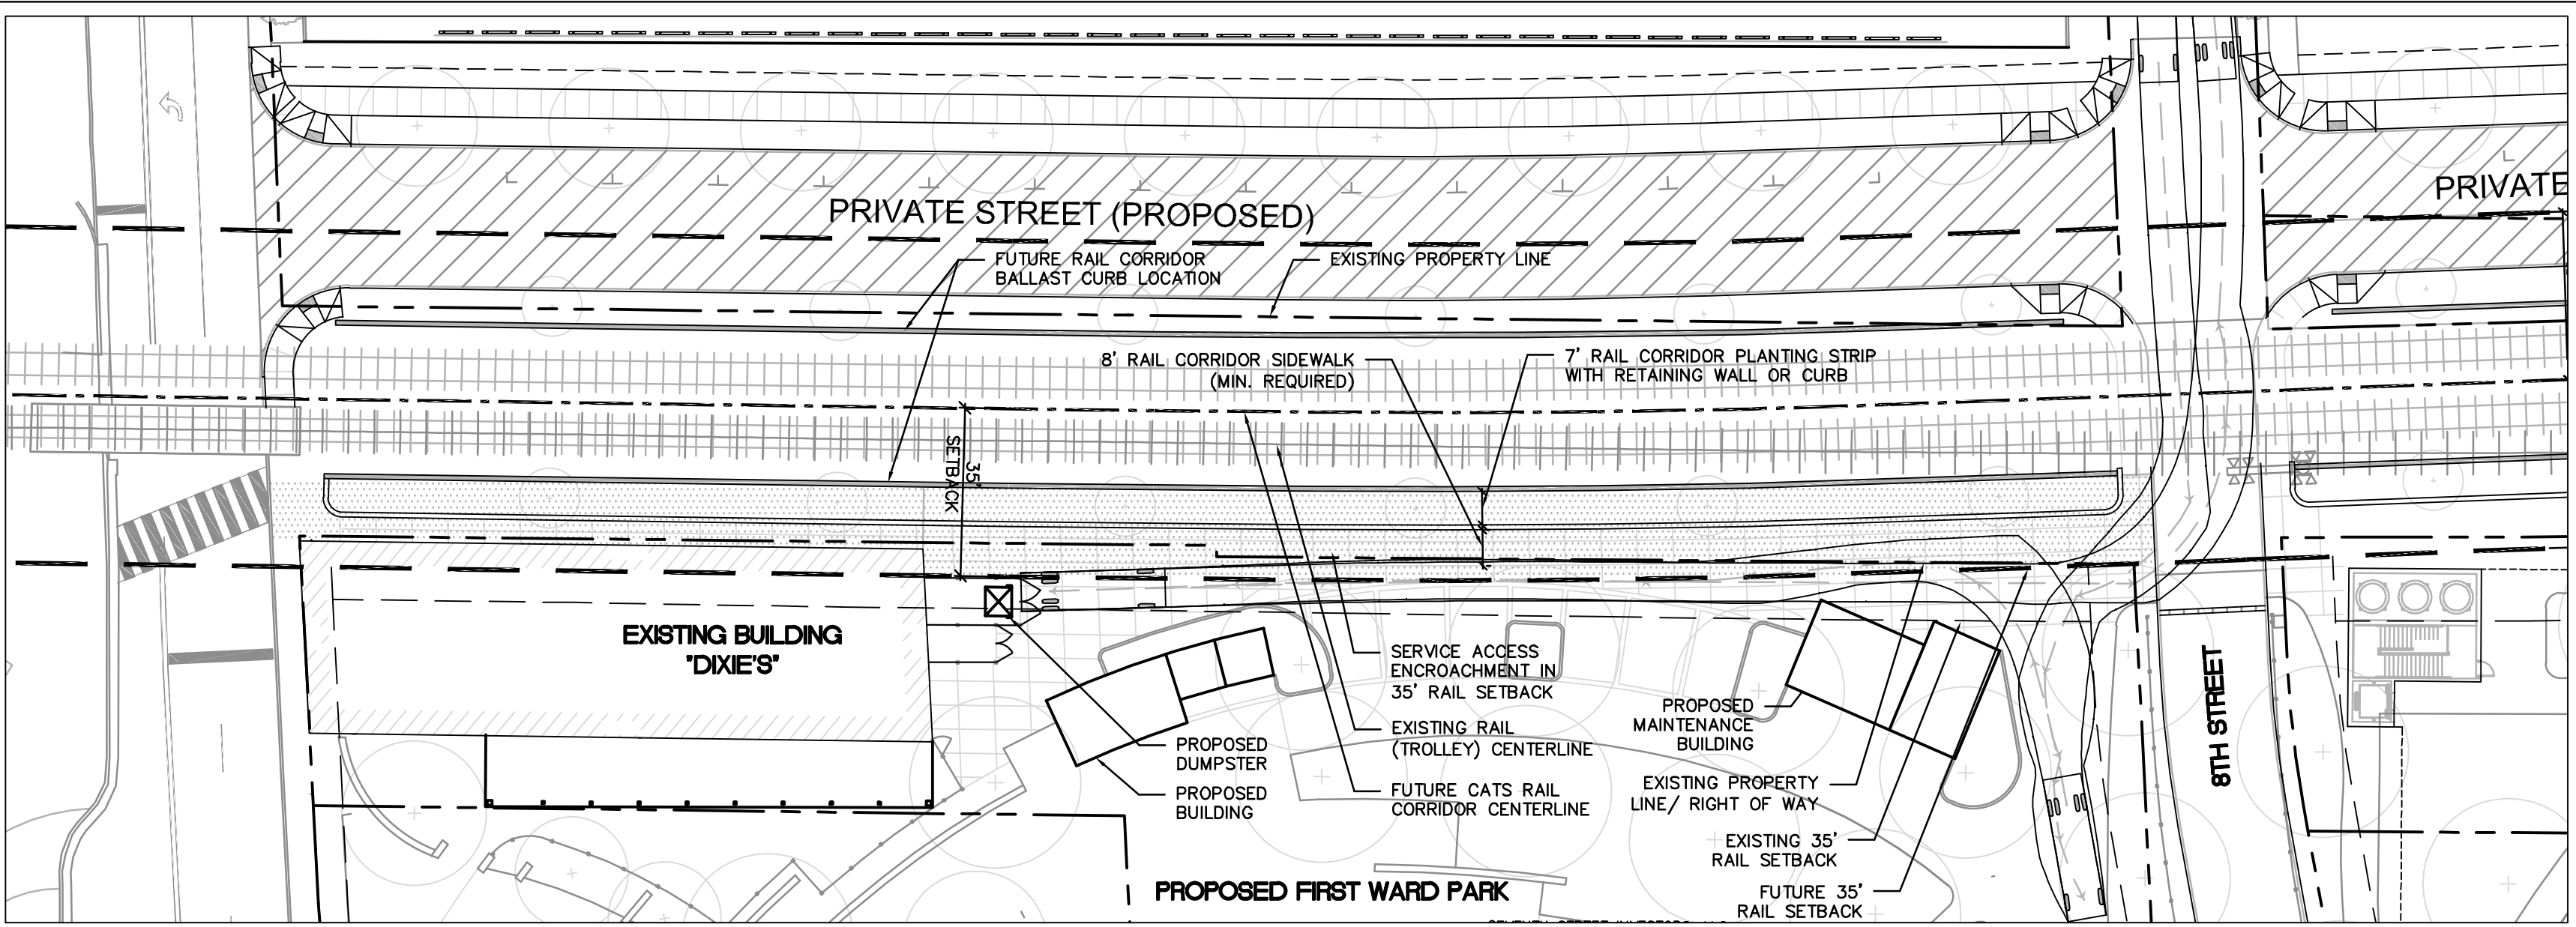 PRIVATE STREET (PROPOSED)
PRIVATE
FUTURE RAIL CORRIDOR
BALLAST CURB LOCATION
EXISTING PROPERTY LINE
8' RAIL CORRIDOR SIDEWALK
(MIN. REQUIRED)
7' RAIL CORRIDOR PLANTING STRIP
WITH RETAINING WALL OR CURB
35'
SETBACK
EXISTING BUILDING
"DIXIE'S"
SERVICE ACCESS
ENCROACHMENT IN
35' RAIL SETBACK
EXISTING RAIL
(TROLLEY) CENTERLINE
FUTURE CATS RAIL
CORRIDOR CENTERLINE
PROPOSED
DUMPSTER
PROPOSED
BUILDING
PROPOSED
MAINTENANCE
BUILDING
EXISTING PROPERTY
LINE/ RIGHT OF WAY
EXISTING 35'
RAIL SETBACK
FUTURE 35'
RAIL SETBACK
8TH STREET
PROPOSED FIRST WARD PARK